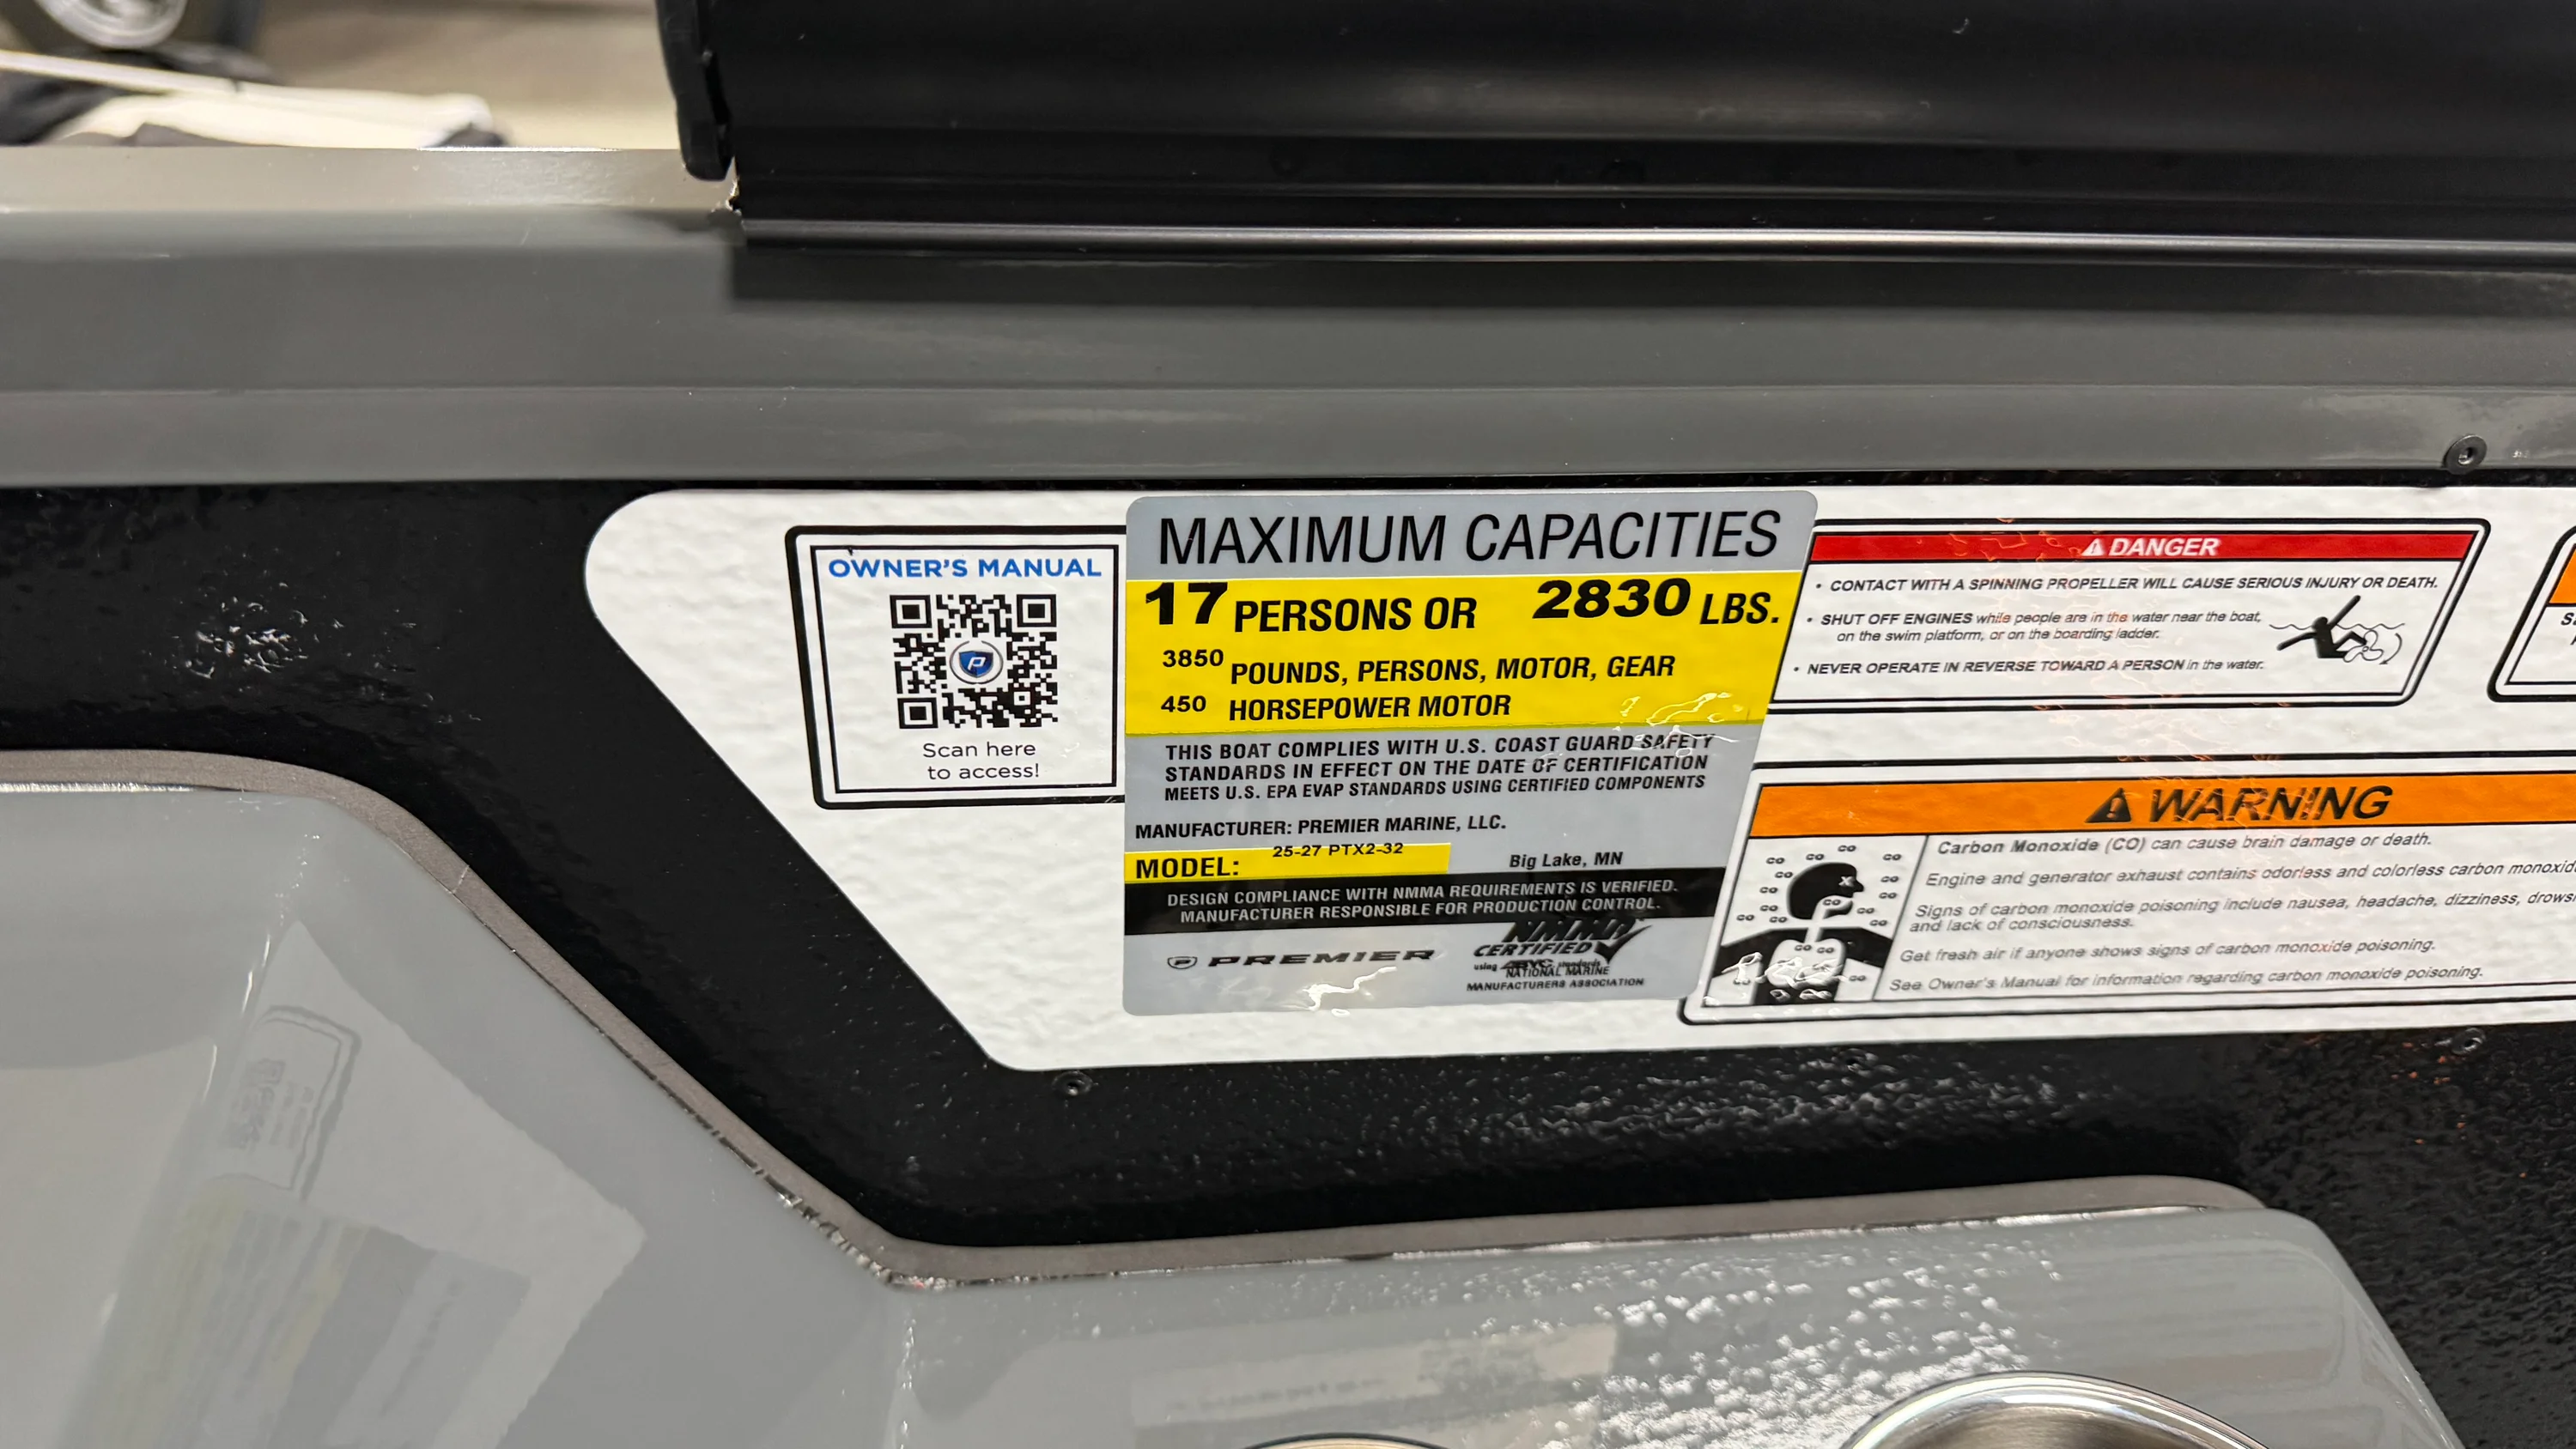 OWNER'S MANUAL
P
Scan here
to access!
MAXIMUM CAPACITIES
17 PERSONS OR 2830 LBS.
3850 POUNDS, PERSONS, MOTOR, GEAR
450 HORSEPOWER MOTOR
THIS BOAT COMPLIES WITH U.S. COAST GUARD SAFETY
STANDARDS IN EFFECT ON THE DATE OF CERTIFICATION
MEETS U.S. EPA EVAP STANDARDS USING CERTIFIED COMPONENTS
MANUFACTURER: PREMIER MARINE, LLC.
MODEL: 25-27 PTX2-32 Big Lake, MN
DESIGN COMPLIANCE WITH NMMA REQUIREMENTS IS VERIFIED.
MANUFACTURER RESPONSIBLE FOR PRODUCTION CONTROL.
PREMIER
NMMA
CERTIFIED
using ABYC standards
NATIONAL MARINE
MANUFACTURERS ASSOCIATION
DANGER
• CONTACT WITH A SPINNING PROPELLER WILL CAUSE SERIOUS INJURY OR DEATH.
• SHUT OFF ENGINES while people are in the water near the boat,
on the swim platform, or on the boarding ladder.
• NEVER OPERATE IN REVERSE TOWARD A PERSON in the water.
WARNING
Carbon Monoxide (CO) can cause brain damage or death.
Engine and generator exhaust contains odorless and colorless carbon monoxid
Signs of carbon monoxide poisoning include nausea, headache, dizziness, drows
and lack of consciousness.
Get fresh air if anyone shows signs of carbon monoxide poisoning.
See Owner's Manual for information regarding carbon monoxide poisoning.